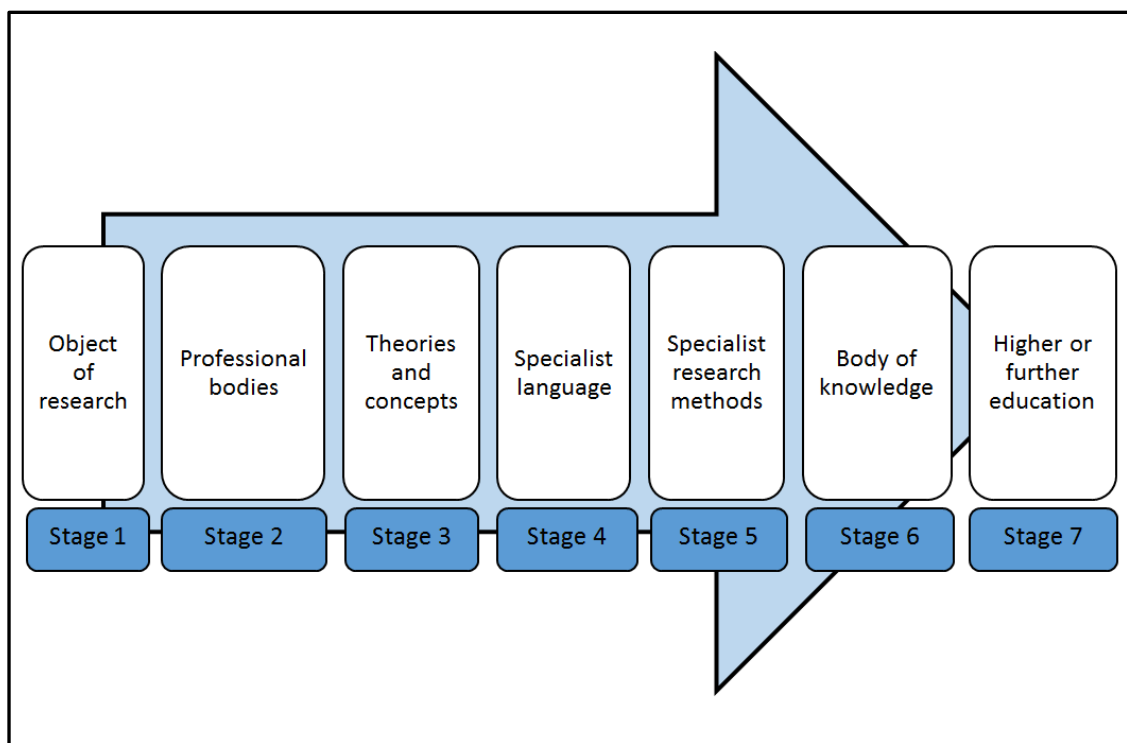 Object
of
research
Professional
bodies
Theories
and
concepts
Specialist
language
Specialist
research
methods
Body of
knowledge
Higher or
further
education
Stage 1
Stage 2
Stage 3
Stage 4
Stage 5
Stage 6
Stage 7